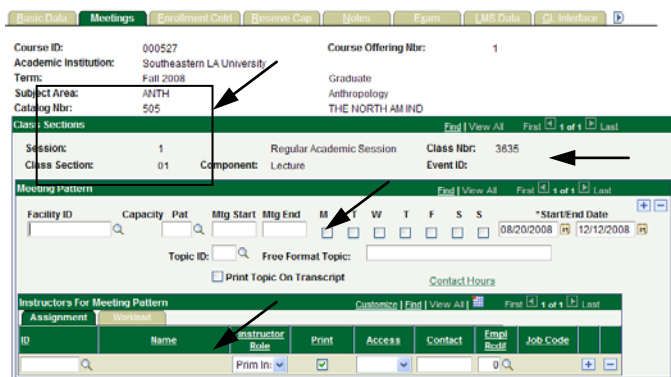 Basic Data Meetings Enrollment Cntrl Reserve Cap Notes Exam LMS Data GL Interface
Course ID: 000527 Course Offering Nbr: 1
Academic Institution: Southeastern LA University
Term: Fall 2008 Graduate
Subject Area: ANTH Anthropology
Catalog Nbr: 505 THE NORTH AM IND
Class Sections Find | View All First 1 of 1 Last
Session: 1 Regular Academic Session Class Nbr: 3635
Class Section: 01 Component: Lecture Event ID:
Meeting Pattern Find | View All First 1 of 1 Last
Facility ID Capacity Pat Mtg Start Mtg End M T W T F S S *Start/End Date
08/20/2008 12/12/2008
Topic ID: Free Format Topic:
Print Topic On Transcript Contact Hours
Instructors For Meeting Pattern Customize | Find | View All | First 1 of 1 Last
Assignment Workload
ID Name Instructor Role Print Access Contact Empl Rcd# Job Code
Prim In: 0